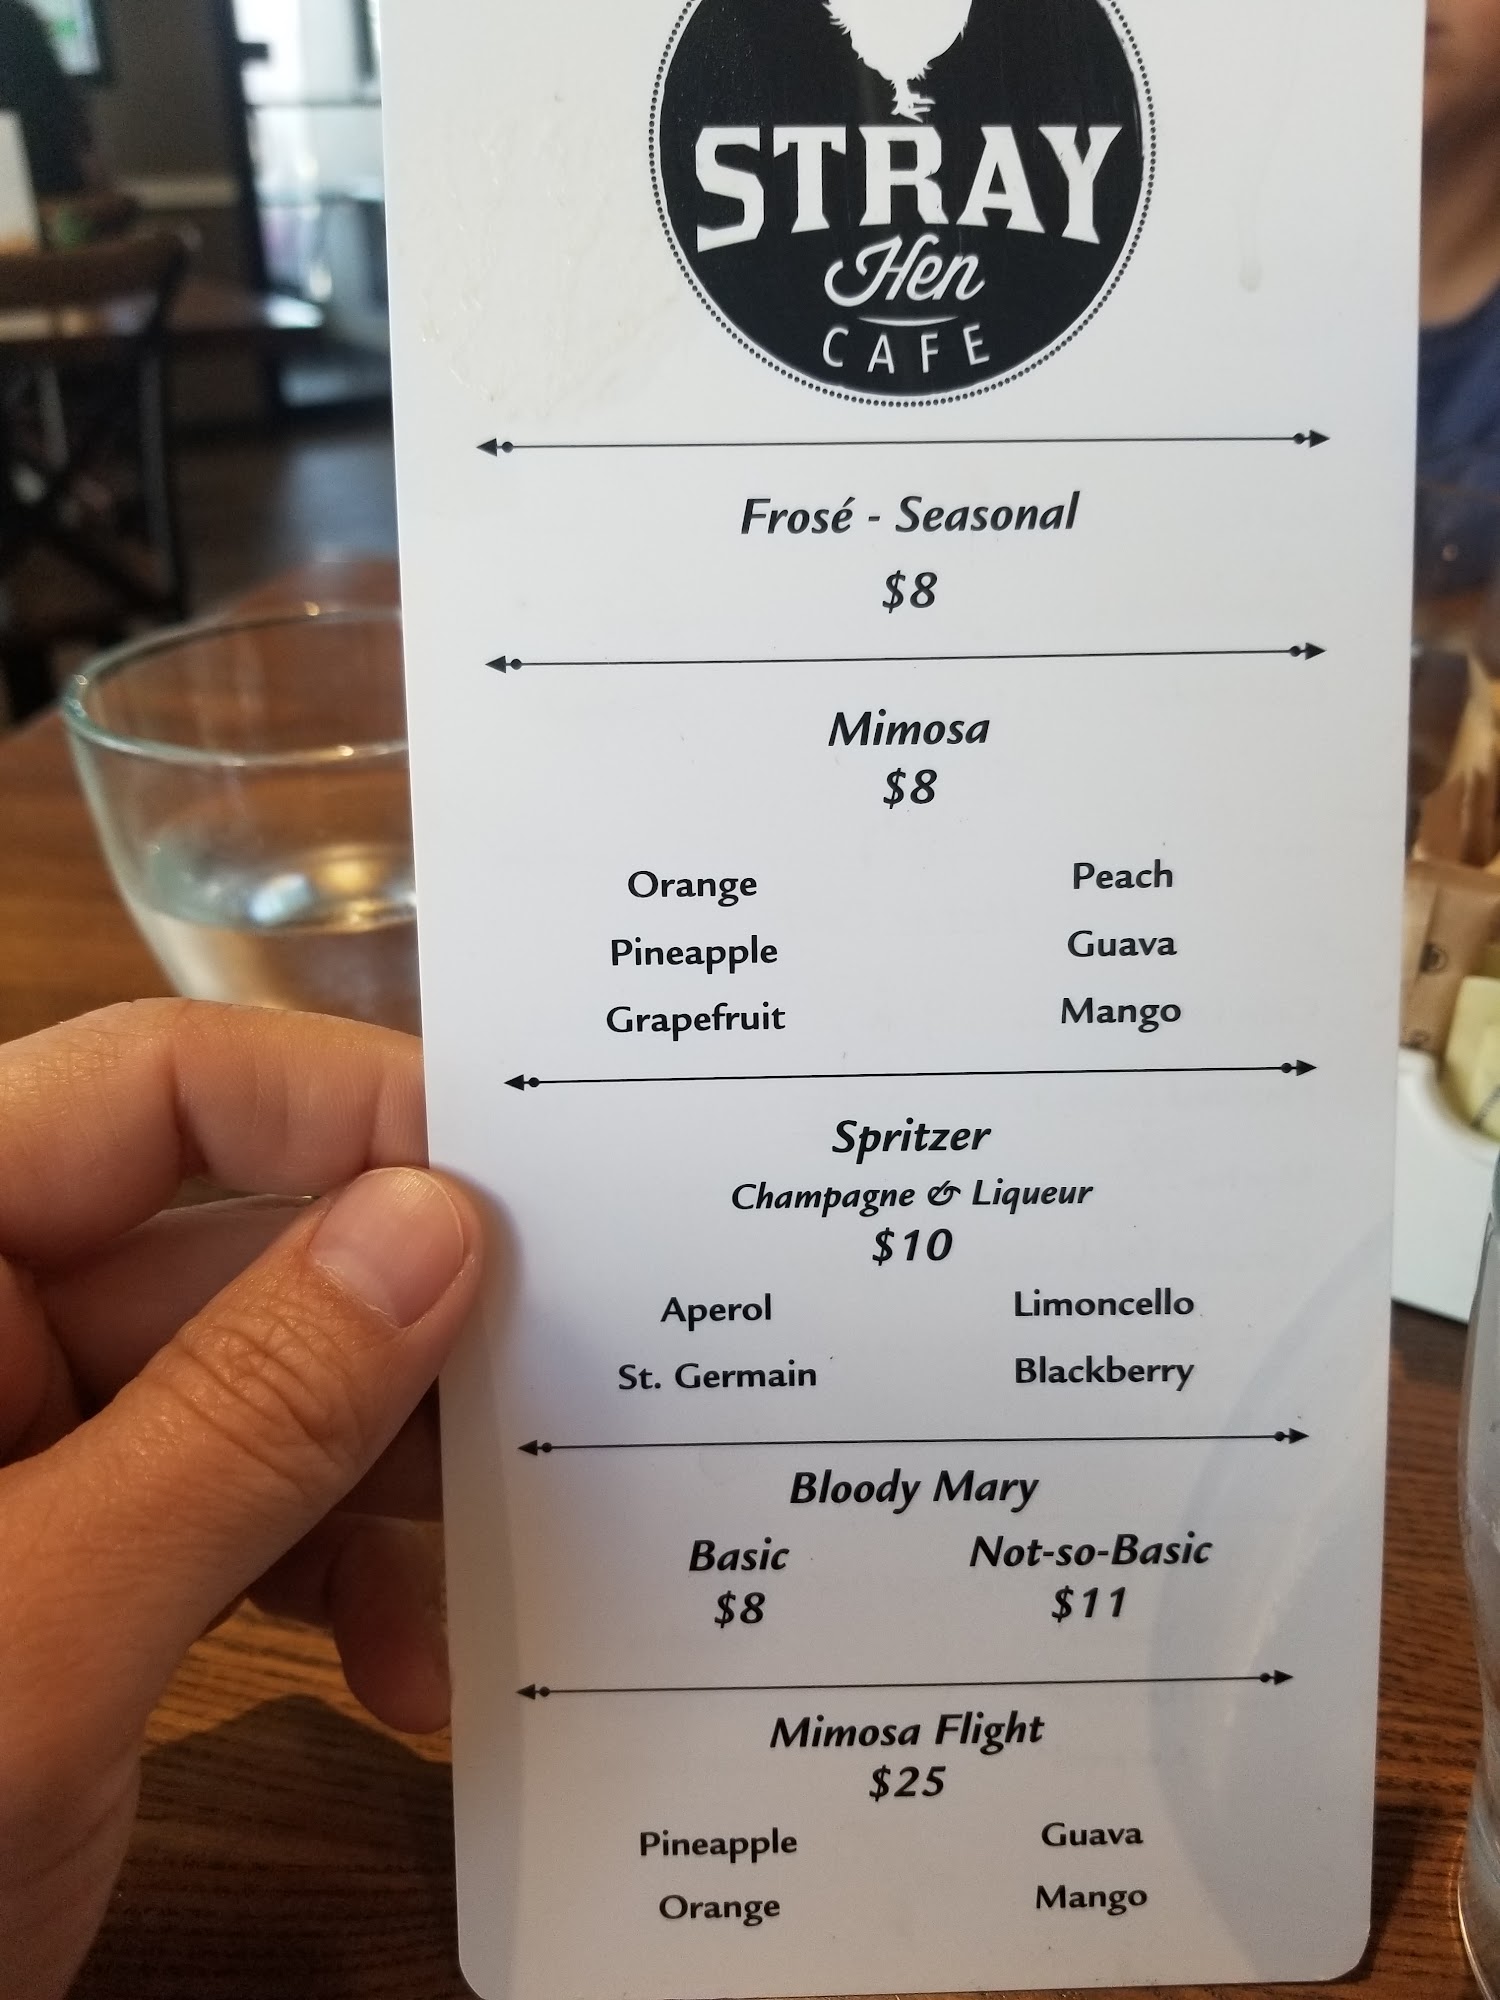 STRAY
Hen
CAFE
Frosé - Seasonal
$8
Mimosa
$8
Orange Peach
Pineapple Guava
Grapefruit Mango
Spritzer
Champagne & Liqueur
$10
Aperol Limoncello
St. Germain Blackberry
Bloody Mary
Basic Not-so-Basic
$8 $11
Mimosa Flight
$25
Pineapple Guava
Orange Mango